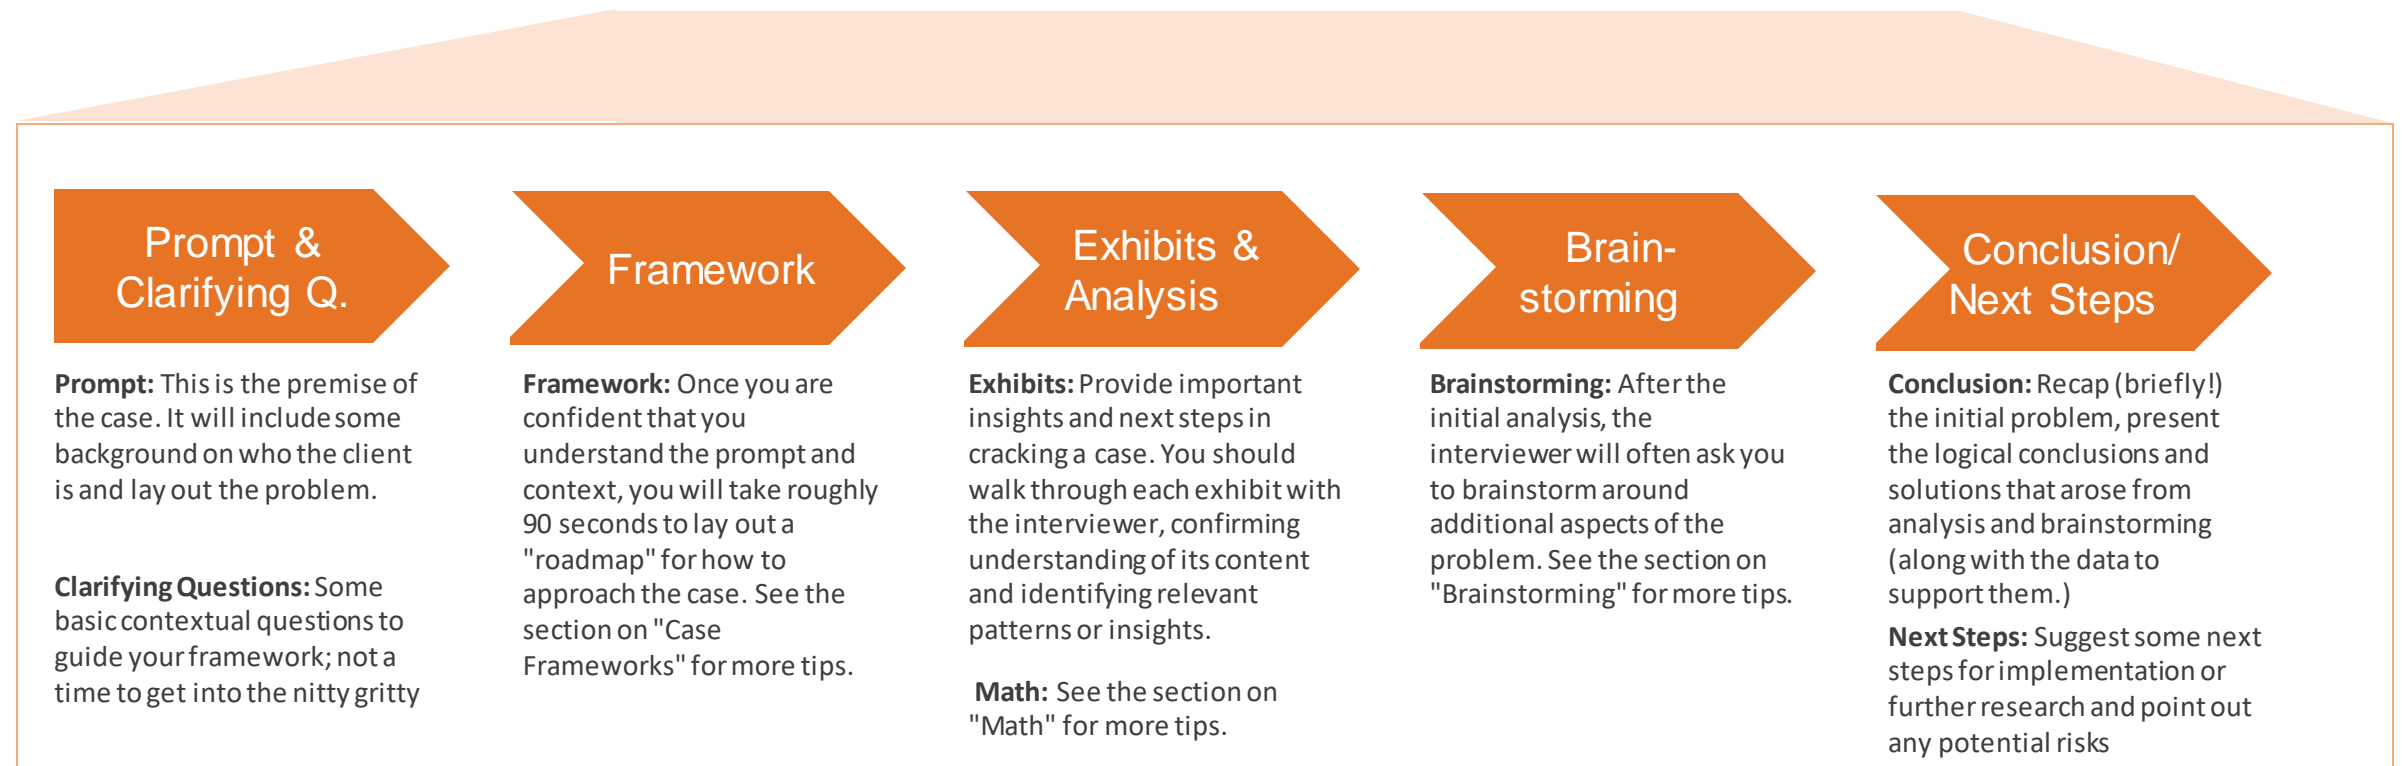 Prompt &
Clarifying Q.
Framework
Exhibits &
Analysis
Brain-
storming
Conclusion/
Next Steps
Prompt: This is the premise of
the case. It will include some
background on who the client
is and lay out the problem.
Clarifying Questions: Some
basic contextual questions to
guide your framework; not a
time to get into the nitty gritty
Framework: Once you are
confident that you
understand the prompt and
context, you will take roughly
90 seconds to lay out a
"roadmap" for how to
approach the case. See the
section on "Case
Frameworks" for more tips.
Exhibits: Provide important
insights and next steps in
cracking a case. You should
walk through each exhibit with
the interviewer, confirming
understanding of its content
and identifying relevant
patterns or insights.
Math: See the section on
"Math" for more tips.
Brainstorming: After the
initial analysis, the
interviewer will often ask you
to brainstorm around
additional aspects of the
problem. See the section on
"Brainstorming" for more tips.
Conclusion: Recap (briefly!)
the initial problem, present
the logical conclusions and
solutions that arose from
analysis and brainstorming
(along with the data to
support them.)
Next Steps: Suggest some next
steps for implementation or
further research and point out
any potential risks